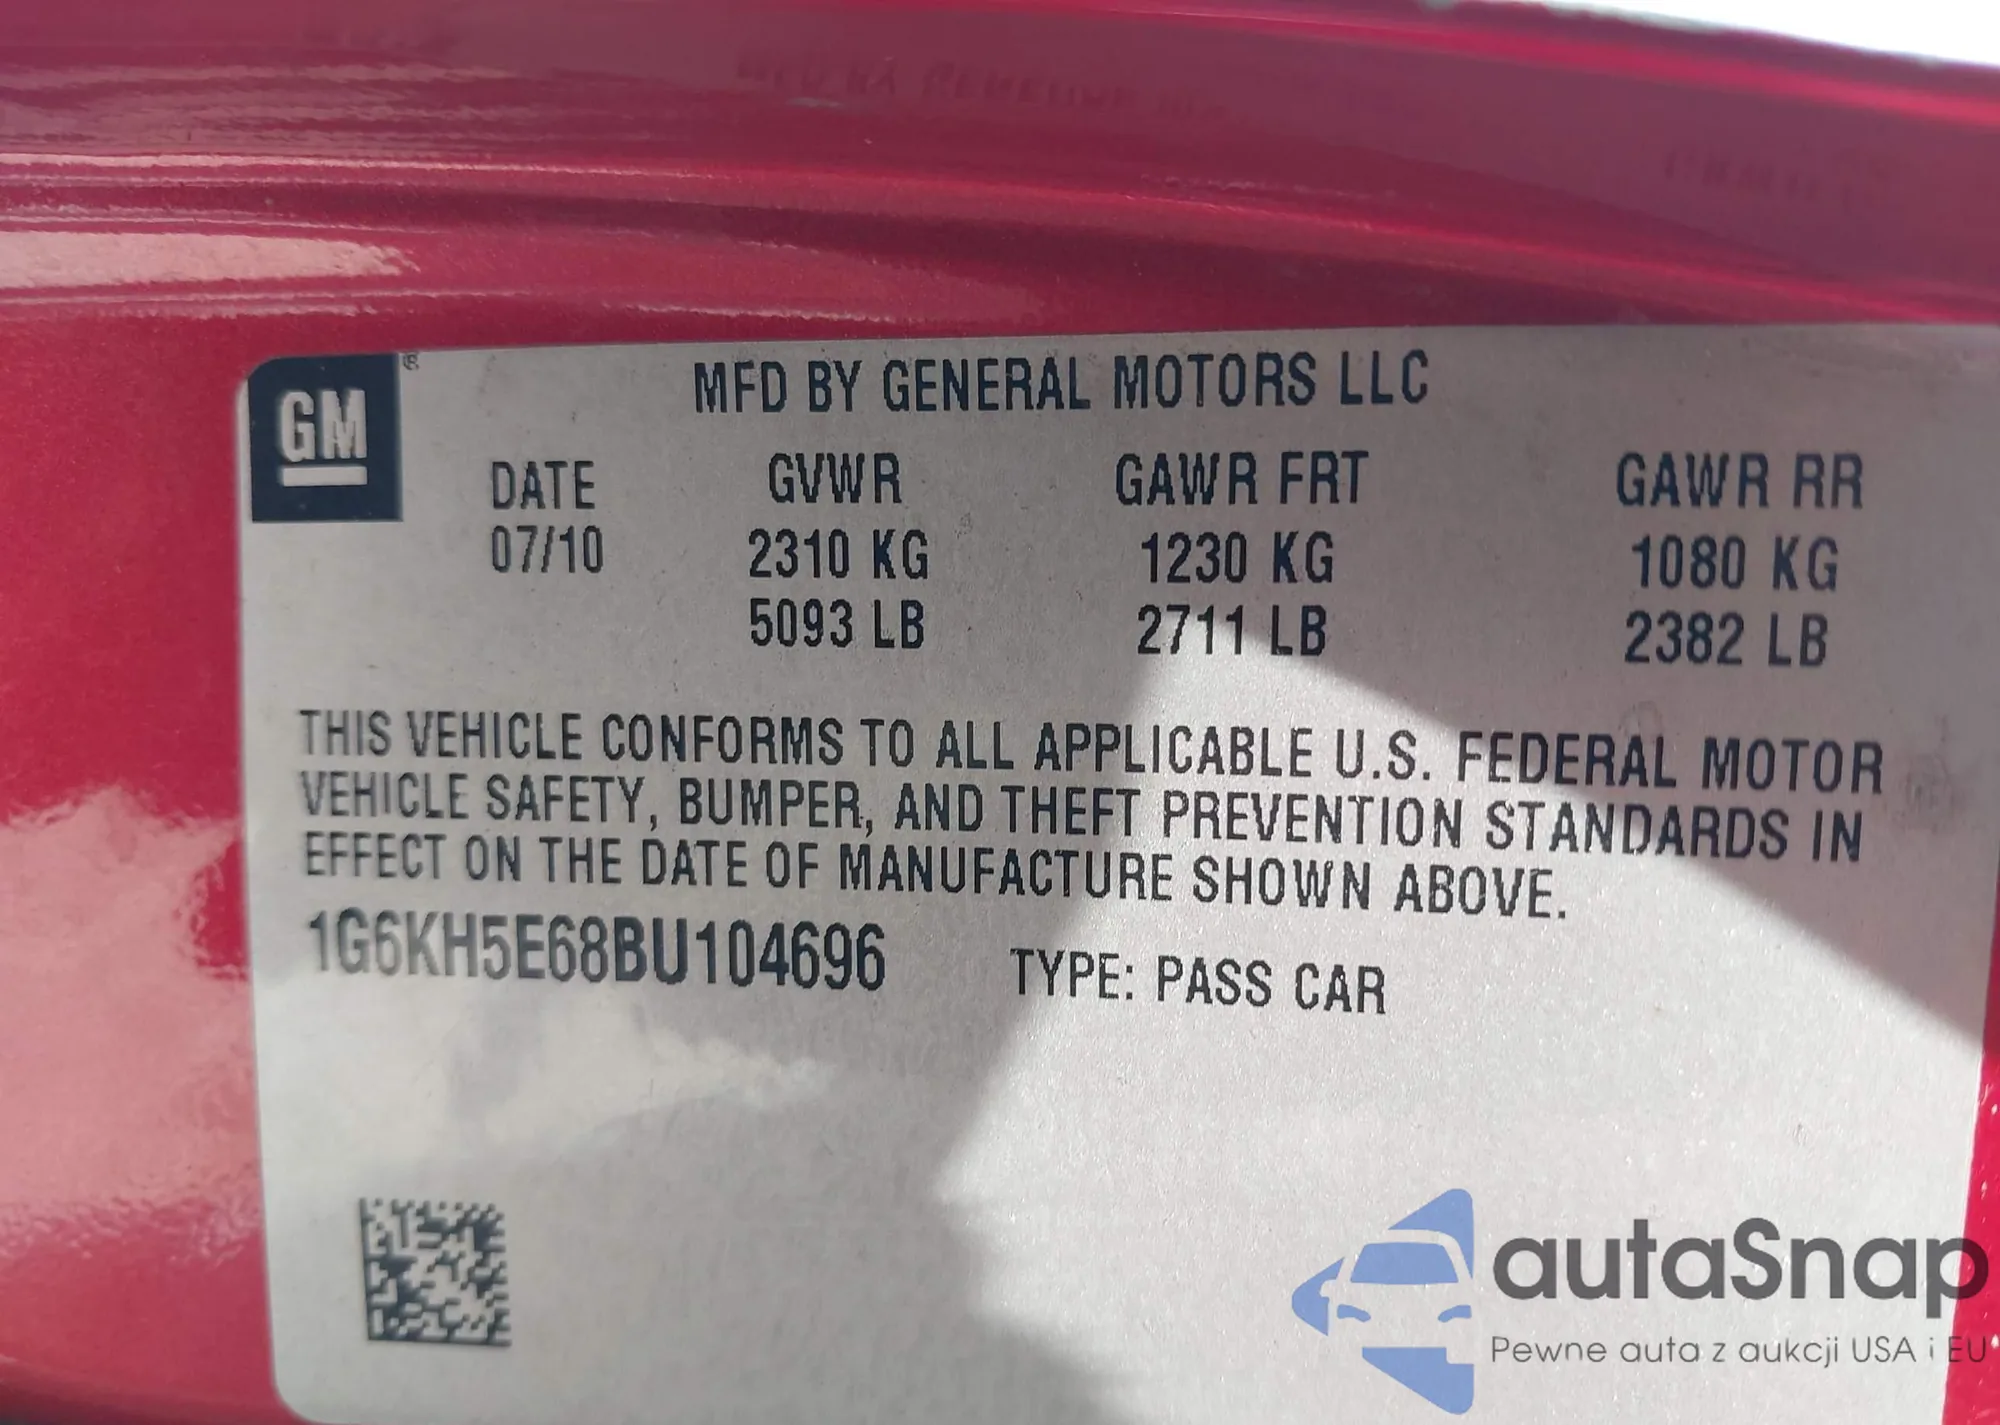 GM ®
MFD BY GENERAL MOTORS LLC
DATE GVWR GAWR FRT GAWR RR
07/10 2310 KG 1230 KG 1080 KG
5093 LB 2711 LB 2382 LB
THIS VEHICLE CONFORMS TO ALL APPLICABLE U.S. FEDERAL MOTOR
VEHICLE SAFETY, BUMPER, AND THEFT PREVENTION STANDARDS IN
EFFECT ON THE DATE OF MANUFACTURE SHOWN ABOVE.
1G6KH5E68BU104696 TYPE: PASS CAR
autaSnap
Pewne auta z aukcji USA i EU